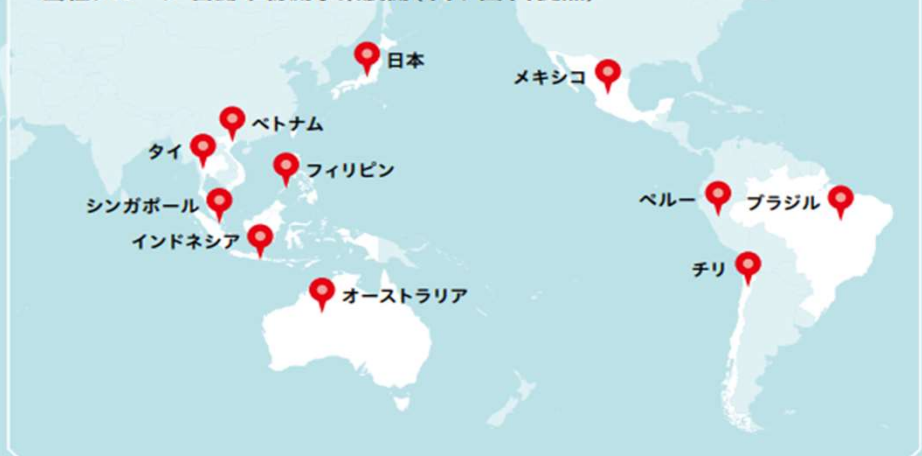 日本
メキシコ
ベトナム
タイ
フィリピン
シンガポール
ペルー
ブラジル
インドネシア
チリ
オーストラリア